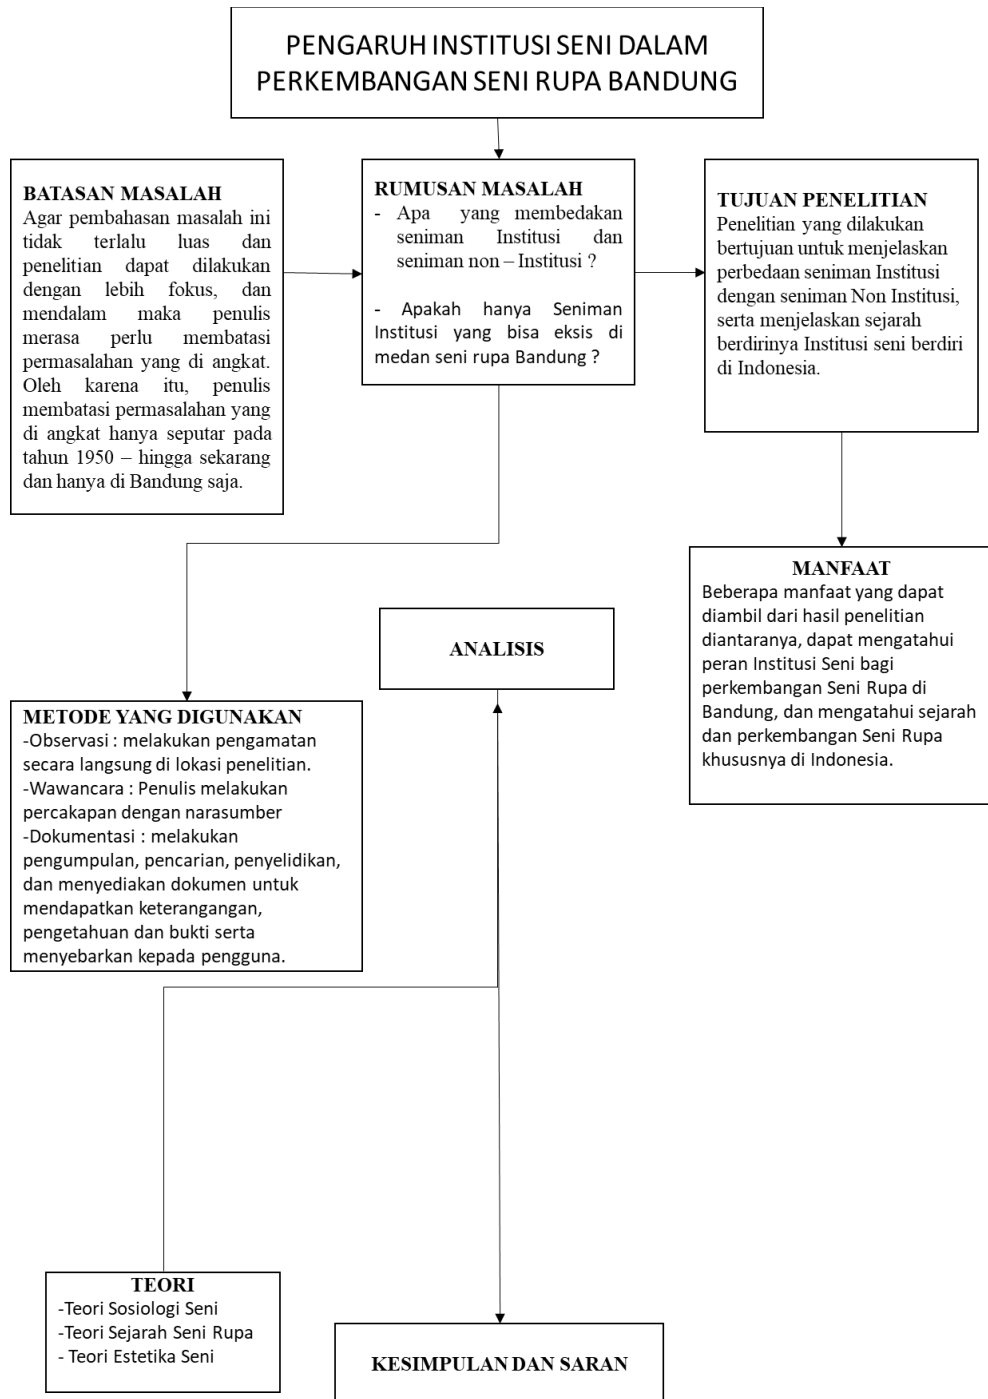 PENGARUH INSTITUSI SENI DALAM
PERKEMBANGAN SENI RUPA BANDUNG
BATASAN MASALAH
Agar pembahasan masalah ini
tidak terlalu luas dan
penelitian dapat dilakukan
dengan lebih fokus, dan
mendalam maka penulis
merasa perlu membatasi
permasalahan yang di angkat.
Oleh karena itu, penulis
membatasi permasalahan yang
di angkat hanya seputar pada
tahun 1950 – hingga sekarang
dan hanya di Bandung saja.
RUMUSAN MASALAH
- Apa yang membedakan
seniman Institusi dan
seniman non – Institusi ?
- Apakah hanya Seniman
Institusi yang bisa eksis di
medan seni rupa Bandung ?
TUJUAN PENELITIAN
Penelitian yang dilakukan
bertujuan untuk menjelaskan
perbedaan seniman Institusi
dengan seniman Non Institusi,
serta menjelaskan sejarah
berdirinya Institusi seni berdiri
di Indonesia.
MANFAAT
Beberapa manfaat yang dapat
diambil dari hasil penelitian
diantaranya, dapat mengatahui
peran Institusi Seni bagi
perkembangan Seni Rupa di
Bandung, dan mengatahui sejarah
dan perkembangan Seni Rupa
khususnya di Indonesia.
ANALISIS
METODE YANG DIGUNAKAN
-Observasi : melakukan pengamatan
secara langsung di lokasi penelitian.
-Wawancara : Penulis melakukan
percakapan dengan narasumber
-Dokumentasi : melakukan
pengumpulan, pencarian, penyelidikan,
dan menyediakan dokumen untuk
mendapatkan keterangangan,
pengetahuan dan bukti serta
menyebarkan kepada pengguna.
TEORI
-Teori Sosiologi Seni
-Teori Sejarah Seni Rupa
- Teori Estetika Seni
KESIMPULAN DAN SARAN